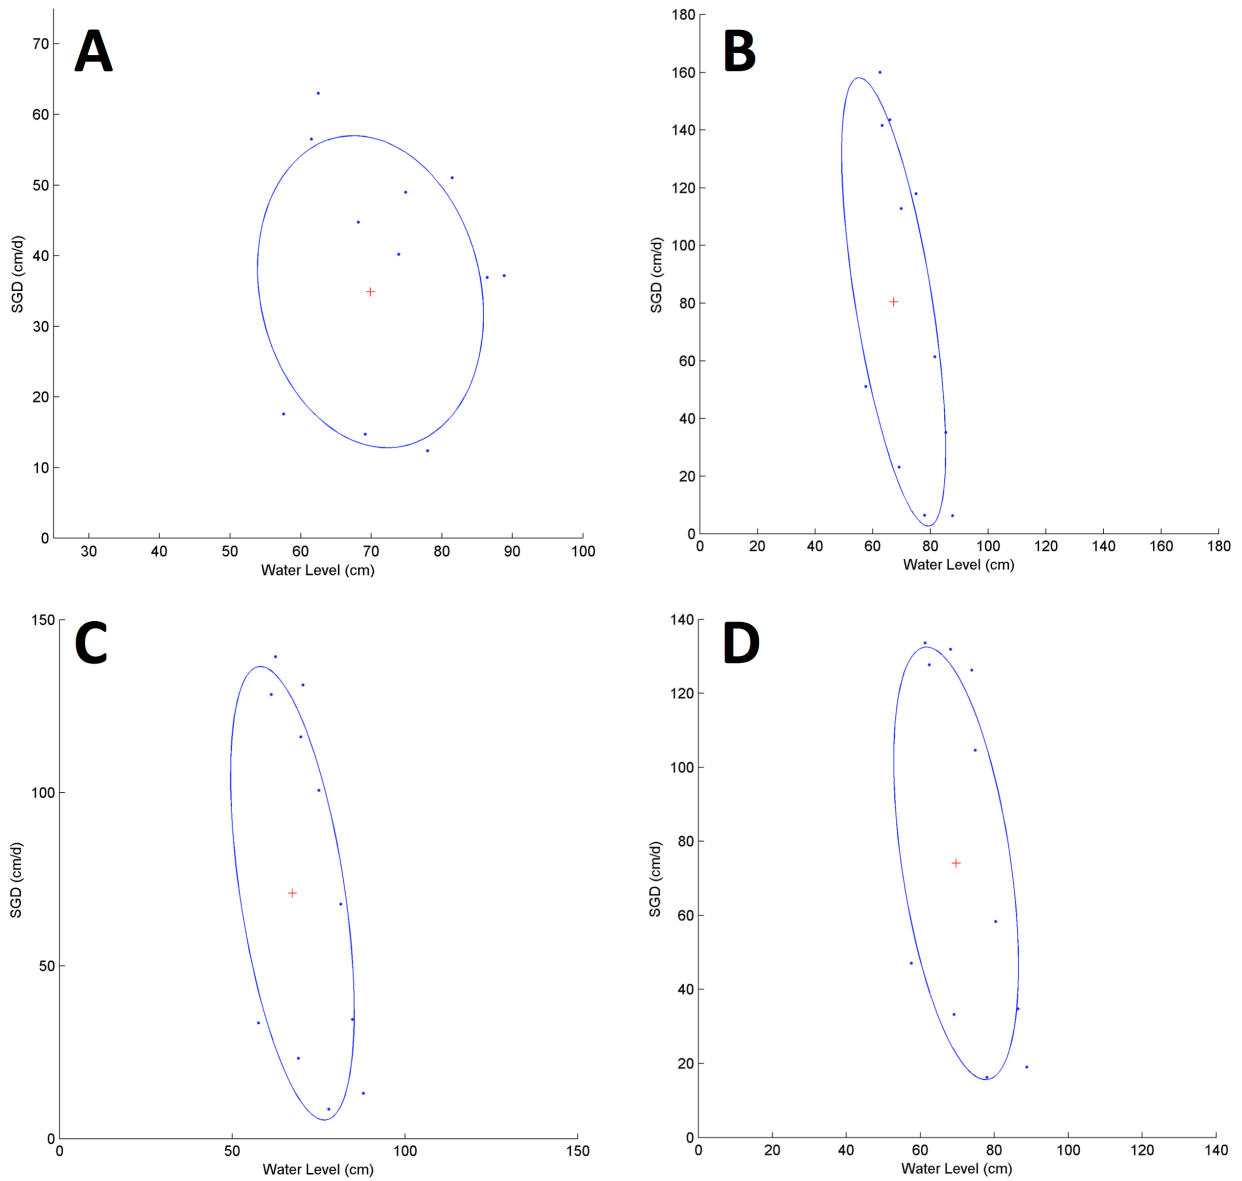 A
70
60
50
40
30
20
10
0
SGD (cm/d)
30 40 50 60 70 80 90 100
Water Level (cm)
B
180
160
140
120
100
80
60
40
20
0
SGD (cm/d)
0 20 40 60 80 100 120 140 160 180
Water Level (cm)
C
150
100
50
0
SGD (cm/d)
0 50 100 150
Water Level (cm)
D
140
120
100
80
60
40
20
0
SGD (cm/d)
0 20 40 60 80 100 120 140
Water Level (cm)